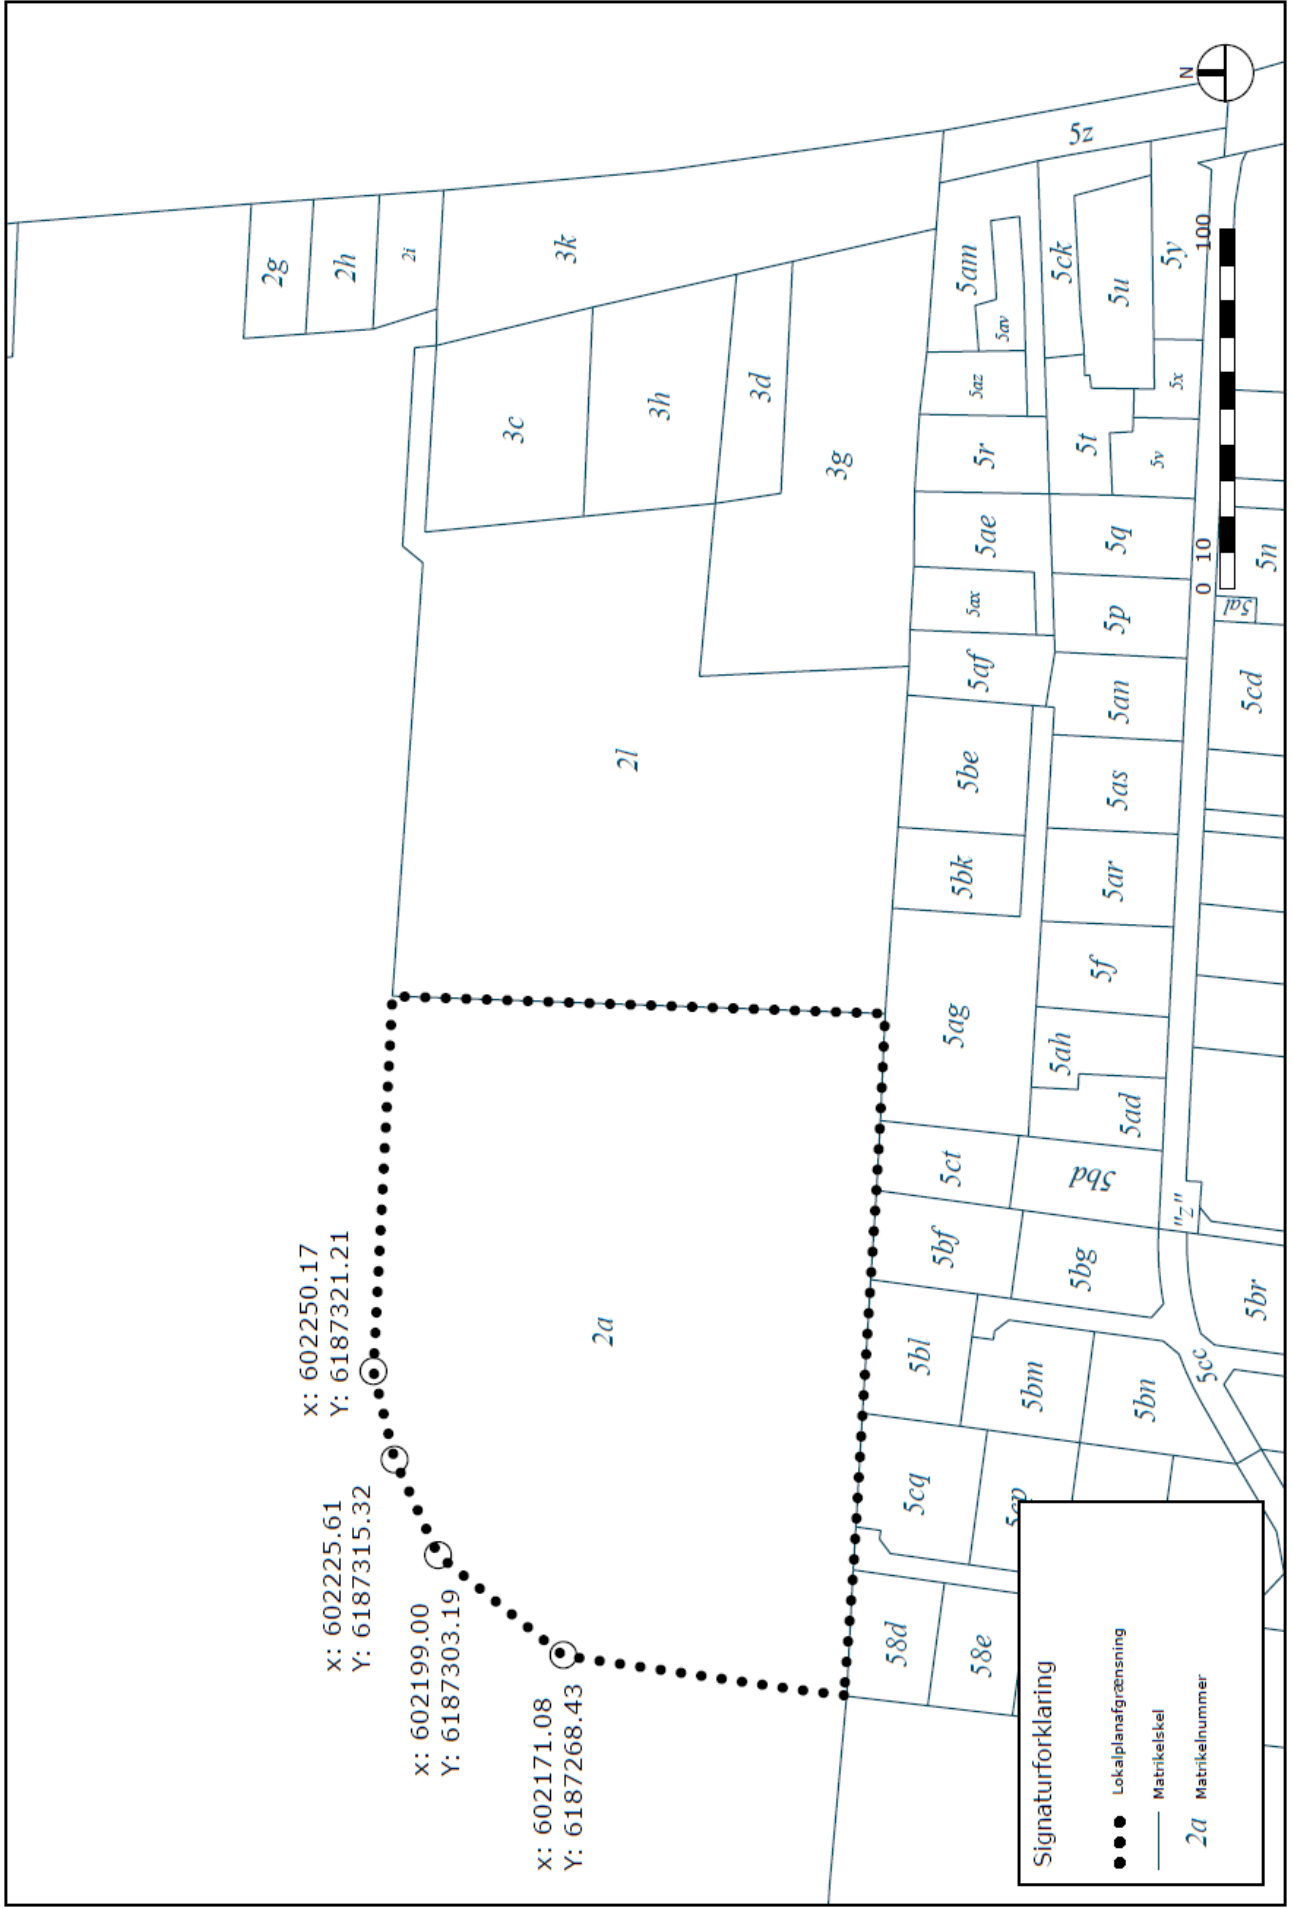 N
0 10 100
x: 602250.17
Y: 6187321.21
x: 602225.61
Y: 6187315.32
x: 602199.00
Y: 6187303.19
x: 602171.08
Y: 6187268.43
2g
2h
2i
3k
3c
3h
3d
3g
2l
2a
5z
5am
5av
5az
5r
5ae
5ax
5af
5be
5bk
5ag
5ct
5bf
5bl
5cq
58d
58e
5ck
5u
5y
5x
5t
5v
5q
5p
5an
5as
5ar
5f
5ah
5ad
5bd
5bg
5bm
5bn
"z"
5cc
5br
5n
5al
5cd
Signaturforklaring
Lokalplanafgrænsning
Matrikelskel
2a Matrikelnummer